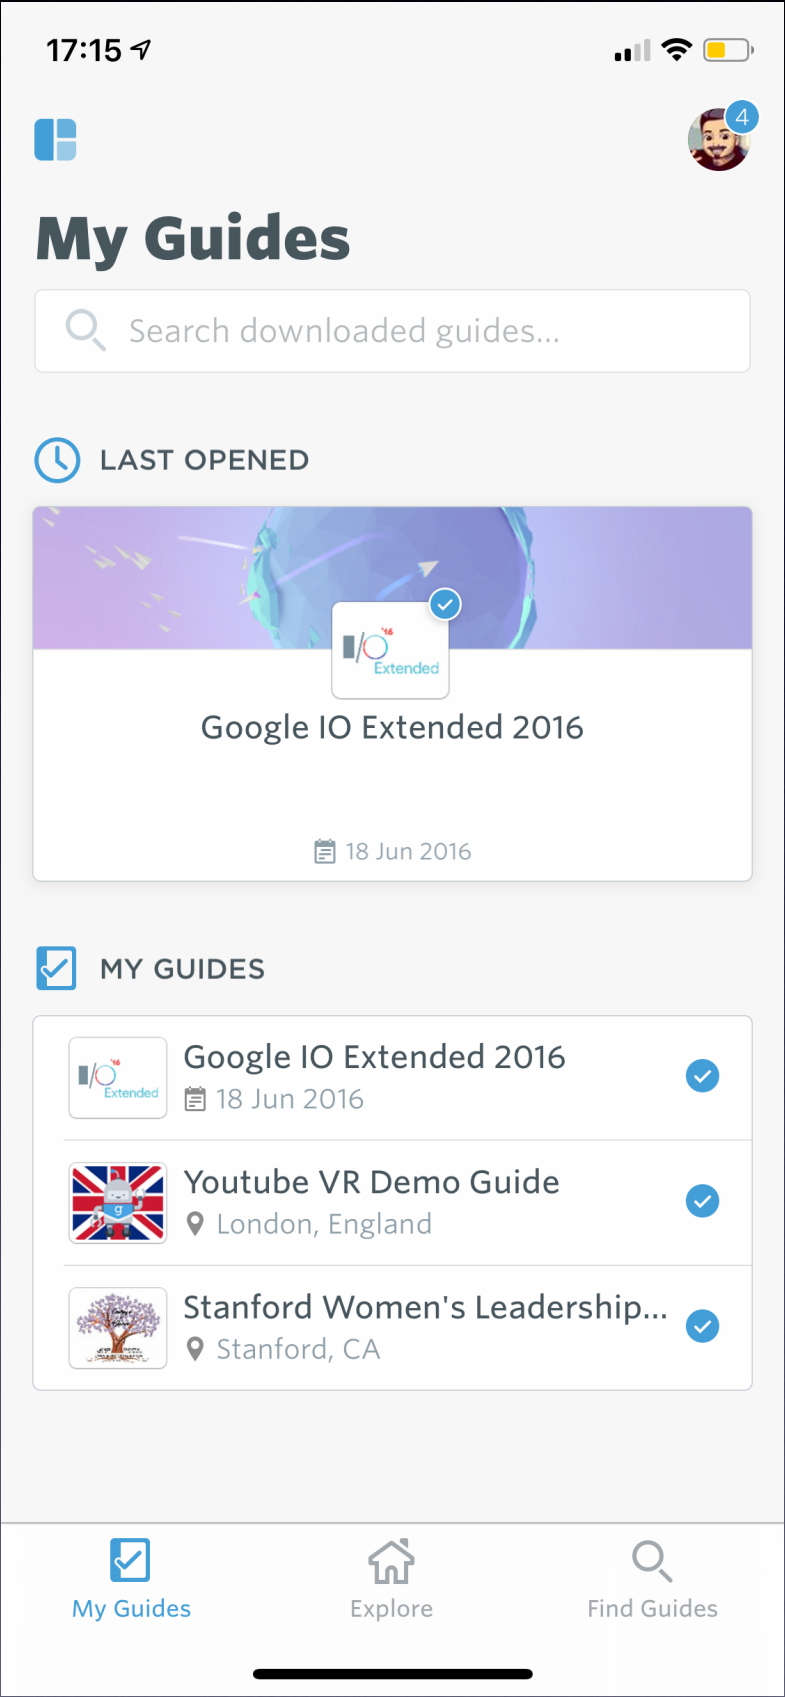 17:15
4
My Guides
Search downloaded guides...
LAST OPENED
I/O '16
Extended
Google IO Extended 2016
18 Jun 2016
MY GUIDES
I/O '16
Extended
Google IO Extended 2016
18 Jun 2016
g
Youtube VR Demo Guide
London, England
Stanford Women's Leadership...
Stanford, CA
My Guides
Explore
Find Guides